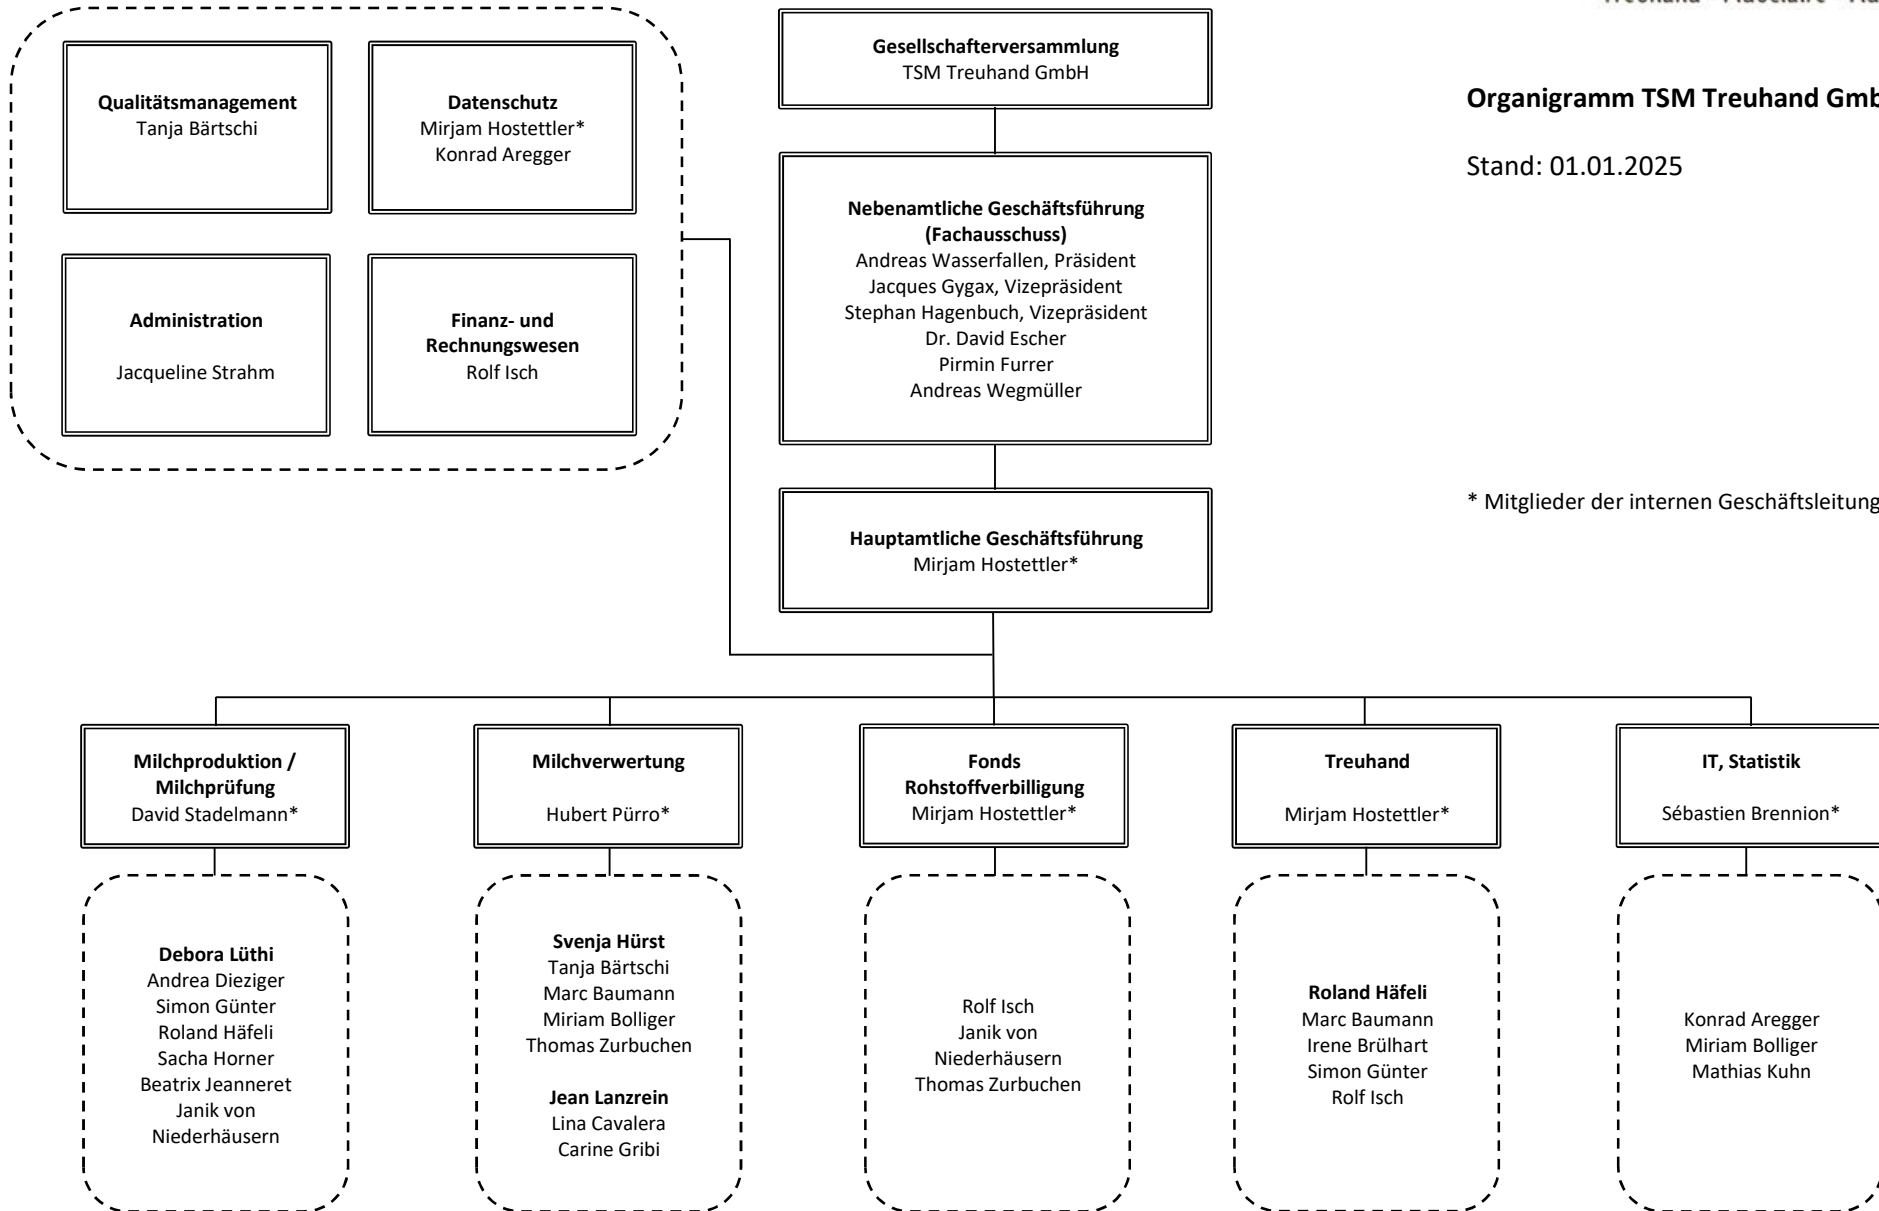 Qualitätsmanagement
Tanja Bärtschi
Datenschutz
Mirjam Hostettler*
Konrad Aregger
Administration
Jacqueline Strahm
Finanz- und
Rechnungswesen
Rolf Isch
Gesellschafterversammlung
TSM Treuhand GmbH
Nebenamtliche Geschäftsführung
(Fachausschuss)
Andreas Wasserfallen, Präsident
Jacques Gygax, Vizepräsident
Stephan Hagenbuch, Vizepräsident
Dr. David Escher
Pirmin Furrer
Andreas Wegmüller
Hauptamtliche Geschäftsführung
Mirjam Hostettler*
Organigramm TSM Treuhand
Stand: 01.01.2025
* Mitglieder der internen Geschäftsleitung
Milchproduktion /
Milchprüfung
David Stadelmann*
Milchverwertung
Hubert Pürro*
Fonds
Rohstoffverbilligung
Mirjam Hostettler*
Treuhand
Mirjam Hostettler*
IT, Statistik
Sébastien Brennion*
Debora Lüthi
Andrea Dieziger
Simon Günter
Roland Häfeli
Sacha Horner
Beatrix Jeanneret
Janik von
Niederhäusern
Svenja Hürst
Tanja Bärtschi
Marc Baumann
Miriam Bolliger
Thomas Zurbuchen
Jean Lanzrein
Lina Cavalera
Carine Gribi
Rolf Isch
Janik von
Niederhäusern
Thomas Zurbuchen
Roland Häfeli
Marc Baumann
Irene Brülhart
Simon Günter
Rolf Isch
Konrad Aregger
Miriam Bolliger
Mathias Kuhn